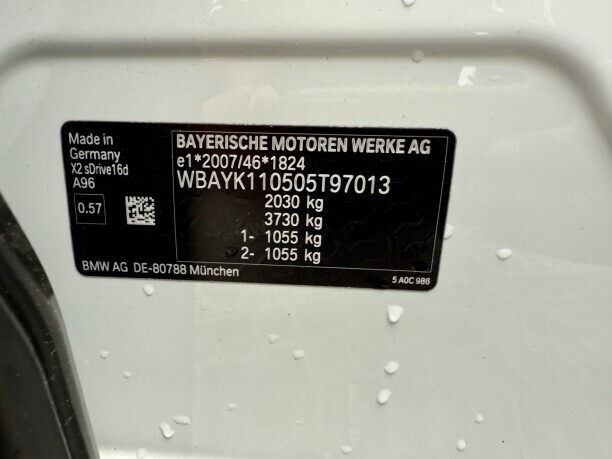 Made in
Germany
X2 sDrive16d
A96
0.57
BAYERISCHE MOTOREN WERKE AG
e1*2007/46*1824
WBAYK110505T97013
2030 kg
3730 kg
1- 1055 kg
2- 1055 kg
BMW AG DE-80788 München
5 A0C 986